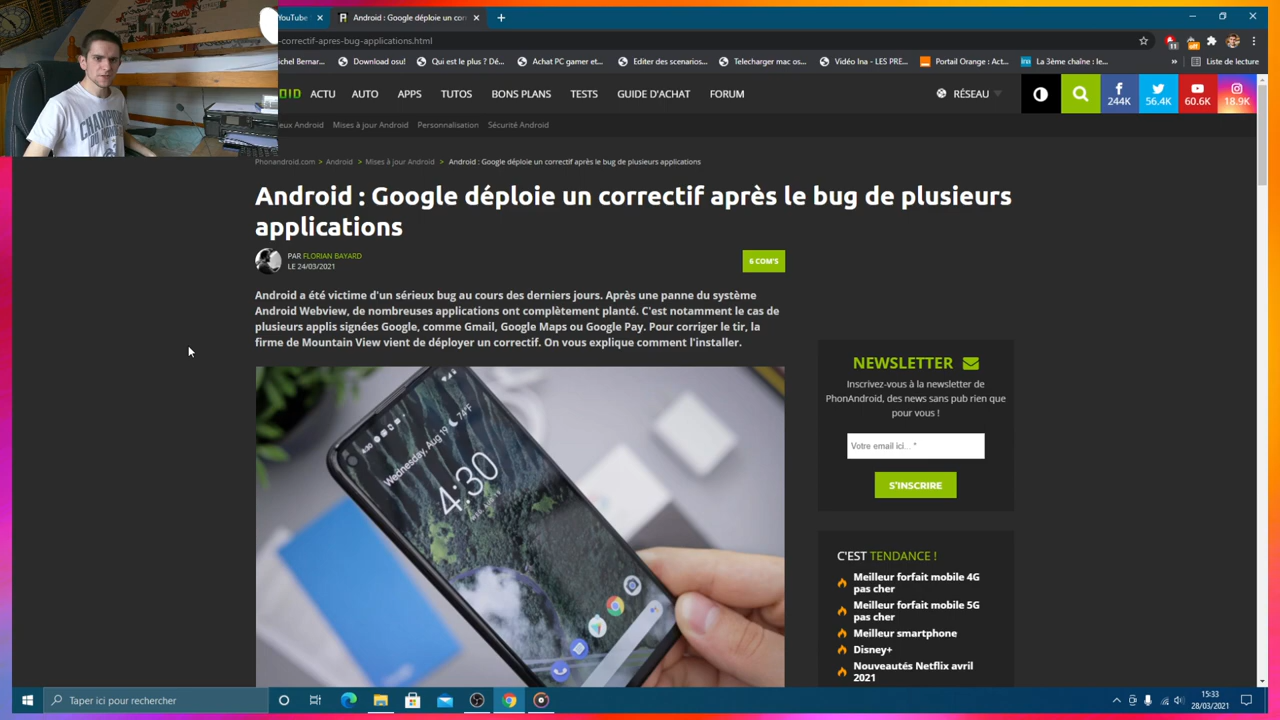 YouTube
Android : Google déploie un cor
-correctif-apres-bug-applications.html
ichel Bernar...
Download osu!
Qui est le plus ? Dé...
Achat PC gamer et...
Editer des scenarios...
Telecharger mac os...
Vidéo Ina - LES PRE...
Portail Orange : Act...
La 3ème chaîne : le...
»
Liste de lecture
OID ACTU AUTO APPS TUTOS BONS PLANS TESTS GUIDE D'ACHAT FORUM
RÉSEAU
244K
56.4K
60.6K
18.9K
eux Android Mises à jour Android Personnalisation Sécurité Android
Phonandroid.com > Android > Mises à jour Android > Android : Google déploie un correctif après le bug de plusieurs applications
Android : Google déploie un correctif après le bug de plusieurs
applications
PAR FLORIAN BAYARD
LE 24/03/2021
6 COM'S
Android a été victime d'un sérieux bug au cours des derniers jours. Après une panne du système
Android Webview, de nombreuses applications ont complètement planté. C'est notamment le cas de
plusieurs applis signées Google, comme Gmail, Google Maps ou Google Pay. Pour corriger le tir, la
firme de Mountain View vient de déployer un correctif. On vous explique comment l'installer.
Wednesday, Aug 19
74°F
4:30
NEWSLETTER
Inscrivez-vous à la newsletter de
PhonAndroid, des news sans pub rien que
pour vous !
Votre email ici... *
S'INSCRIRE
C'EST TENDANCE !
Meilleur forfait mobile 4G
pas cher
Meilleur forfait mobile 5G
pas cher
Meilleur smartphone
Disney+
Nouveautés Netflix avril
2021
Taper ici pour rechercher
15:33
28/03/2021